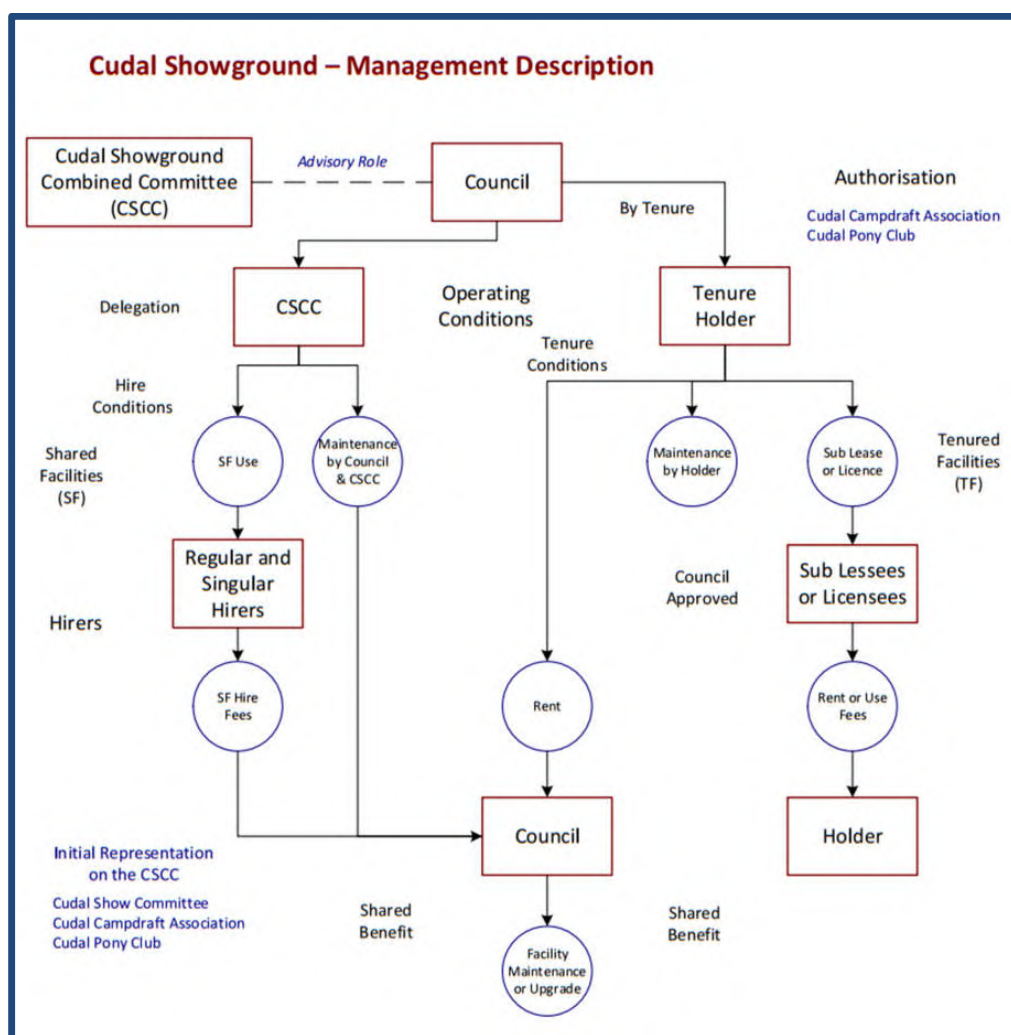 Cudal Showground – Management Description
Cudal Showground
Combined Committee
(CSCC)
Advisory Role
Council
By Tenure
Authorisation
Cudal Campdraft Association
Cudal Pony Club
Delegation
CSCC
Operating
Conditions
Tenure
Holder
Tenure
Conditions
Hire
Conditions
Shared
Facilities
(SF)
SF Use
Maintenance
by Council
& CSCC
Maintenance
by Holder
Sub Lease
or Licence
Tenured
Facilities
(TF)
Regular and
Singular
Hirers
Council
Approved
Sub Lessees
or Licensees
Hirers
SF Hire
Fees
Rent
Rent or Use
Fees
Council
Holder
Initial Representation
on the CSCC
Cudal Show Committee
Cudal Campdraft Association
Cudal Pony Club
Shared
Benefit
Shared
Benefit
Facility
Maintenance
or Upgrade